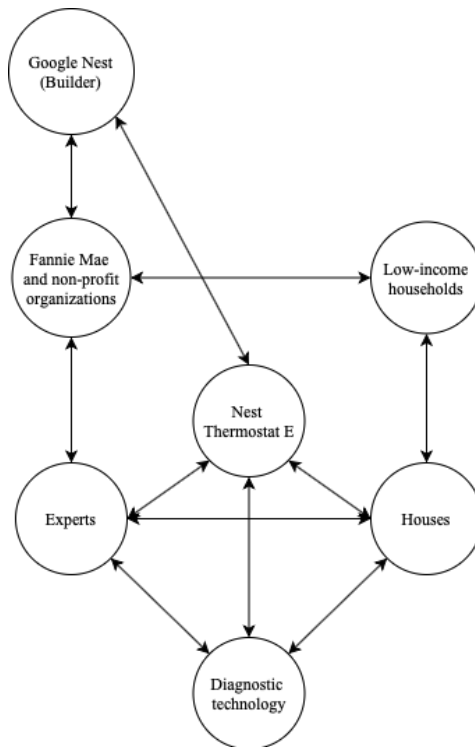 Google Nest
(Builder)
Fannie Mae
and non-profit
organizations
Low-income
households
Nest
Thermostat E
Experts
Houses
Diagnostic
technology